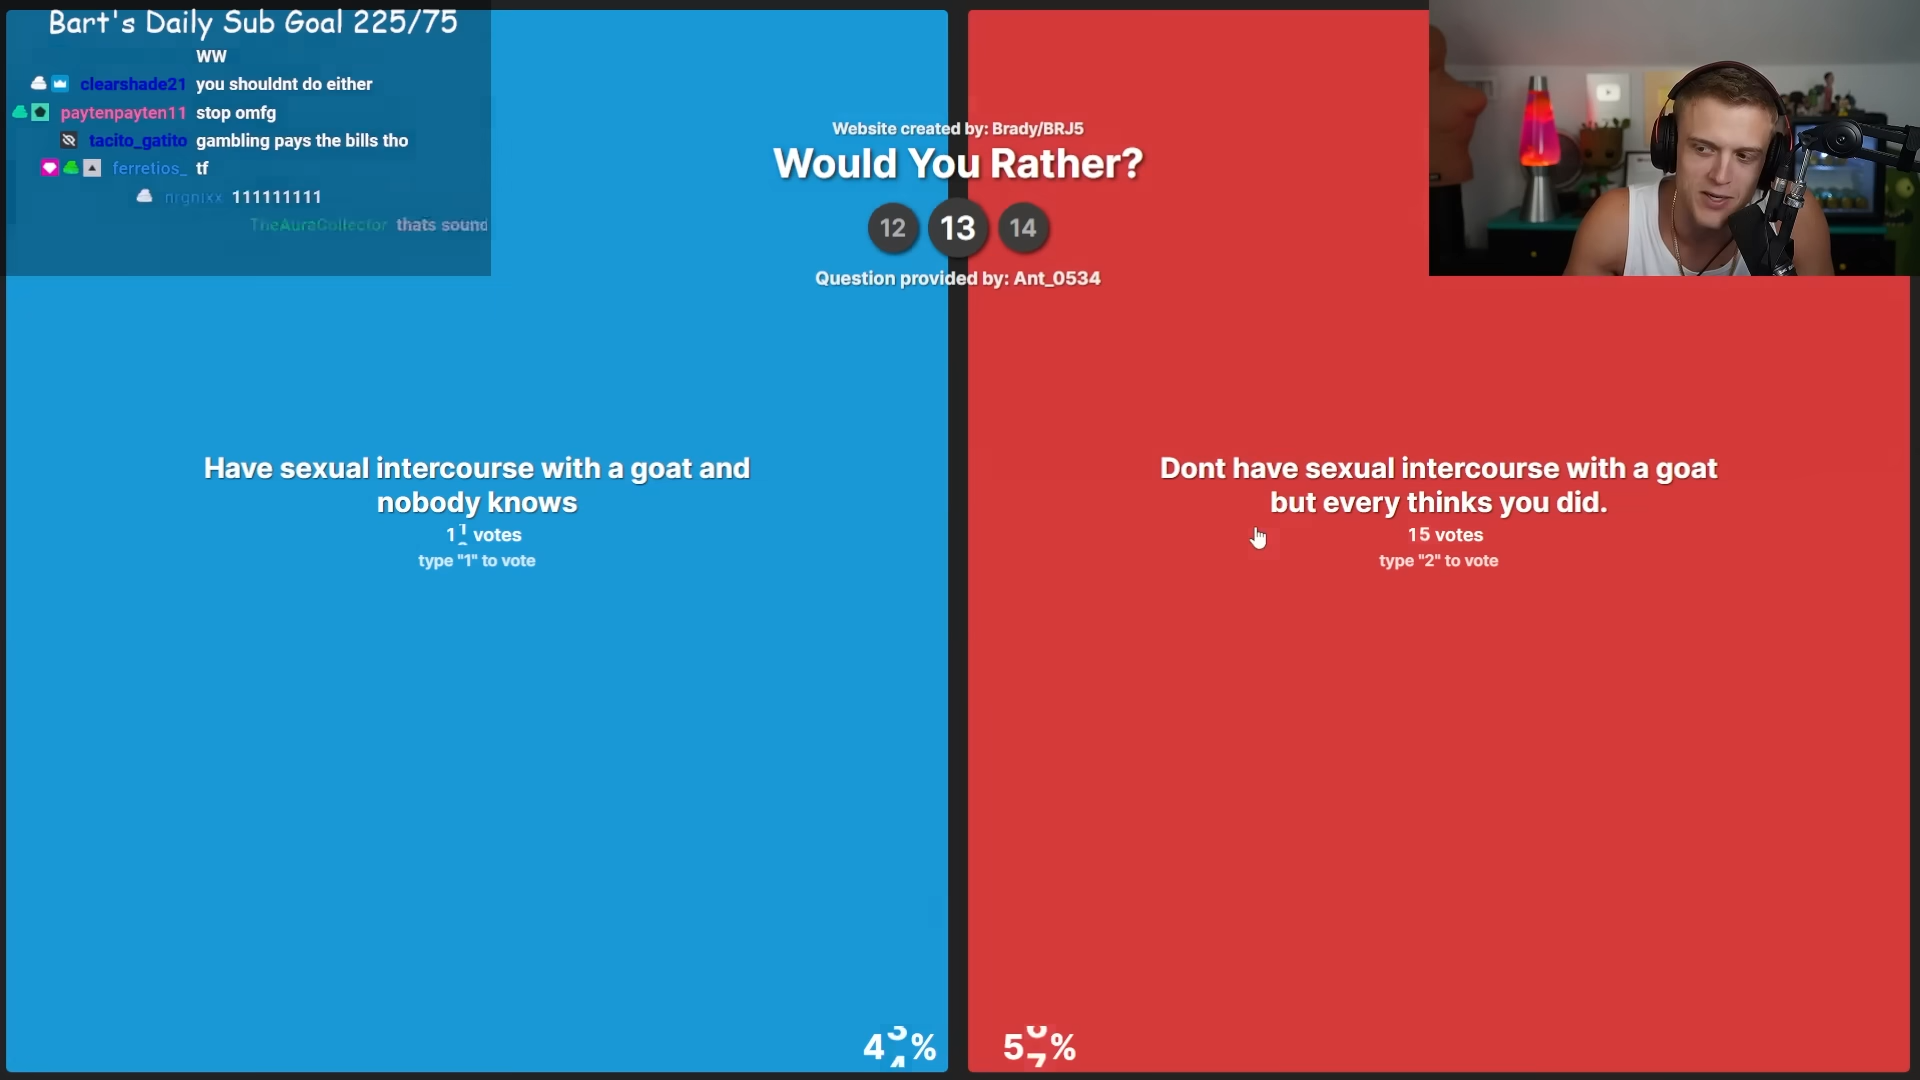 Bart's Daily Sub Goal 225/75
WW
clearshade21 you shouldnt do either
paytenpayten11 stop omfg
tacito_gatito gambling pays the bills tho
ferretios_ tf
nrgnixx 111111111
TheAuraCollector thats sound
Website created by: Brady/BRJ5
Would You Rather?
12 13 14
Question provided by: Ant_0534
Have sexual intercourse with a goat and
nobody knows
votes
type "1" to vote
Dont have sexual intercourse with a goat
but every thinks you did.
15 votes
type "2" to vote